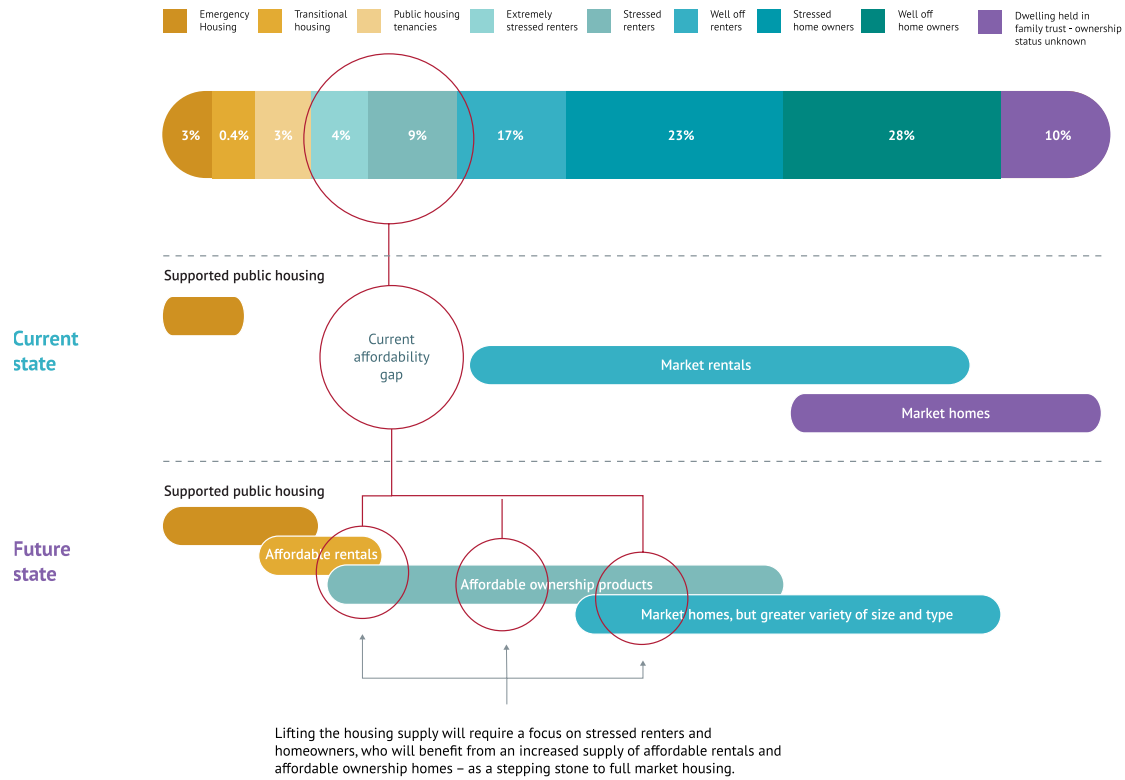 Emergency
Housing
Transitional
housing
Public housing
tenancies
Extremely
stressed renters
Stressed
renters
Well off
renters
Stressed
home owners
Well off
home owners
Dwelling held in
family trust - ownership
status unknown
3%
0.4%
3%
4%
9%
17%
23%
28%
10%
Supported public housing
Current
state
Current
affordability
gap
Market rentals
Market homes
Supported public housing
Future
state
Affordable rentals
Affordable ownership products
Market homes, but greater variety of size and type
Lifting the housing supply will require a focus on stressed renters and
homeowners, who will benefit from an increased supply of affordable rentals and
affordable ownership homes – as a stepping stone to full market housing.